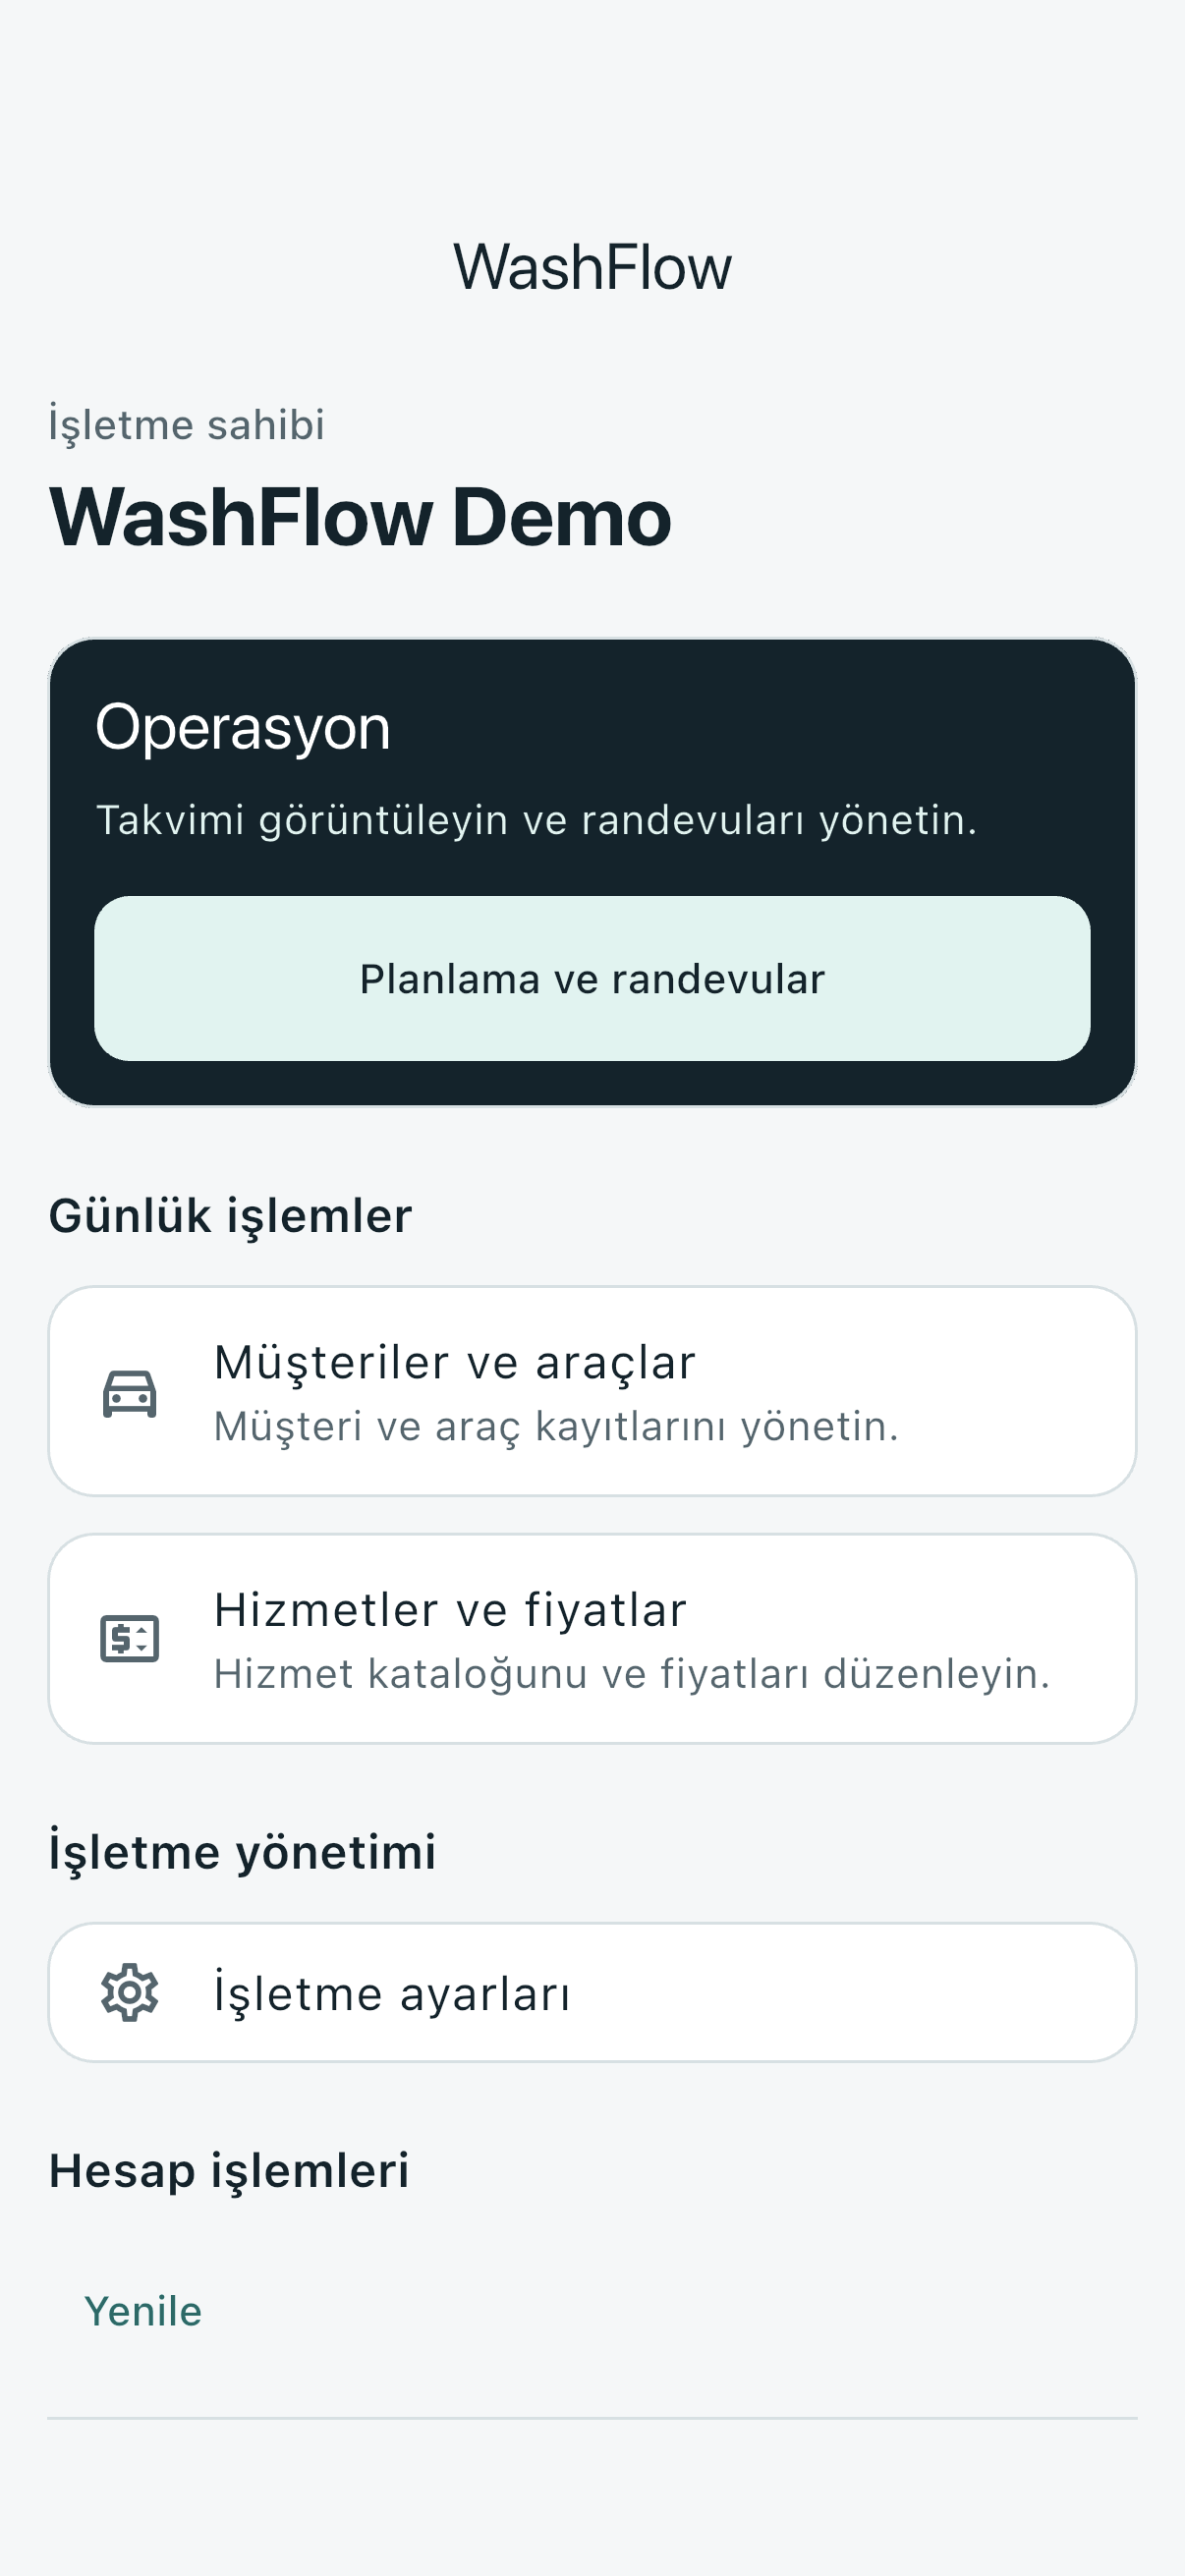 WashFlow
İşletme sahibi
WashFlow Demo
Operasyon
Takvimi görüntüleyin ve randevuları yönetin.
Planlama ve randevular
Günlük işlemler
Müşteriler ve araçlar
Müşteri ve araç kayıtlarını yönetin.
Hizmetler ve fiyatlar
Hizmet kataloğunu ve fiyatları düzenleyin.
İşletme yönetimi
İşletme ayarları
Hesap işlemleri
Yenile